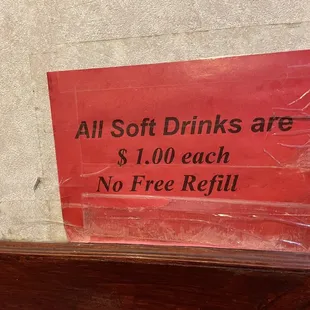 All Soft Drinks are
$ 1.00 each
No Free Refill